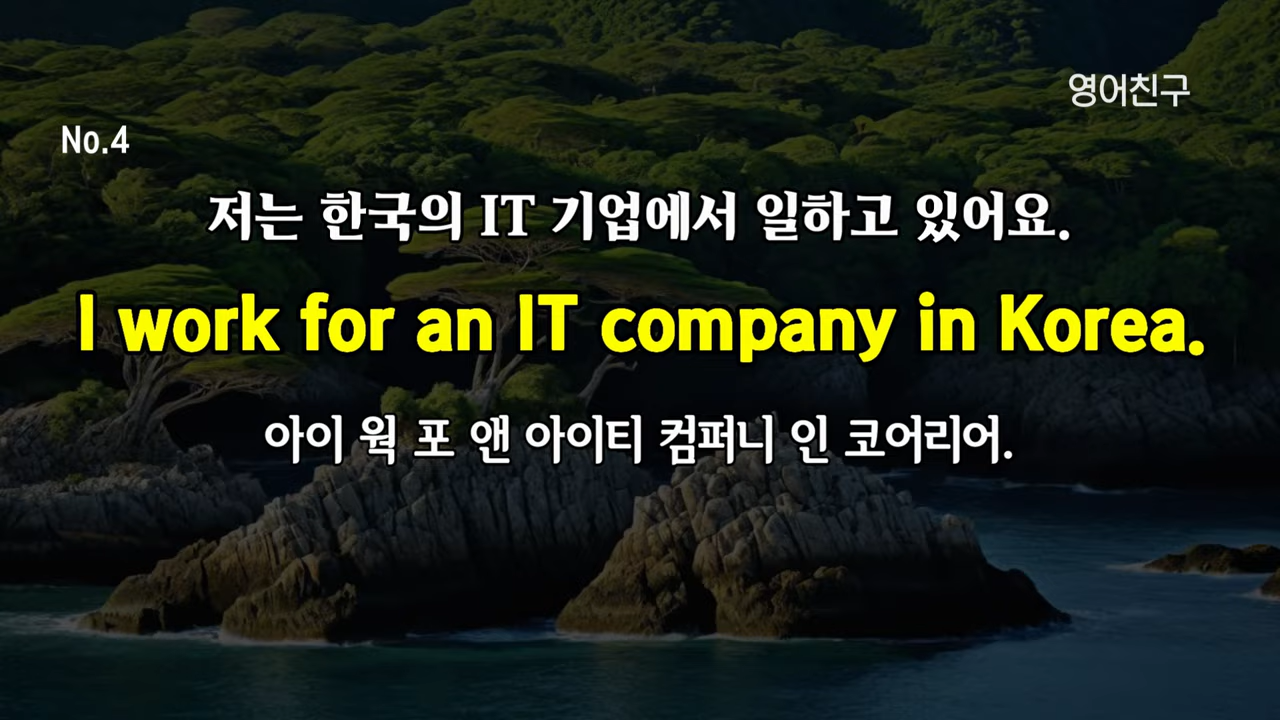 영어친구
No.4
저는 한국의 IT 기업에서 일하고 있어요.
I work for an IT company in Korea.
아이 웍 포 앤 아이티 컴퍼니 인 코어리어.